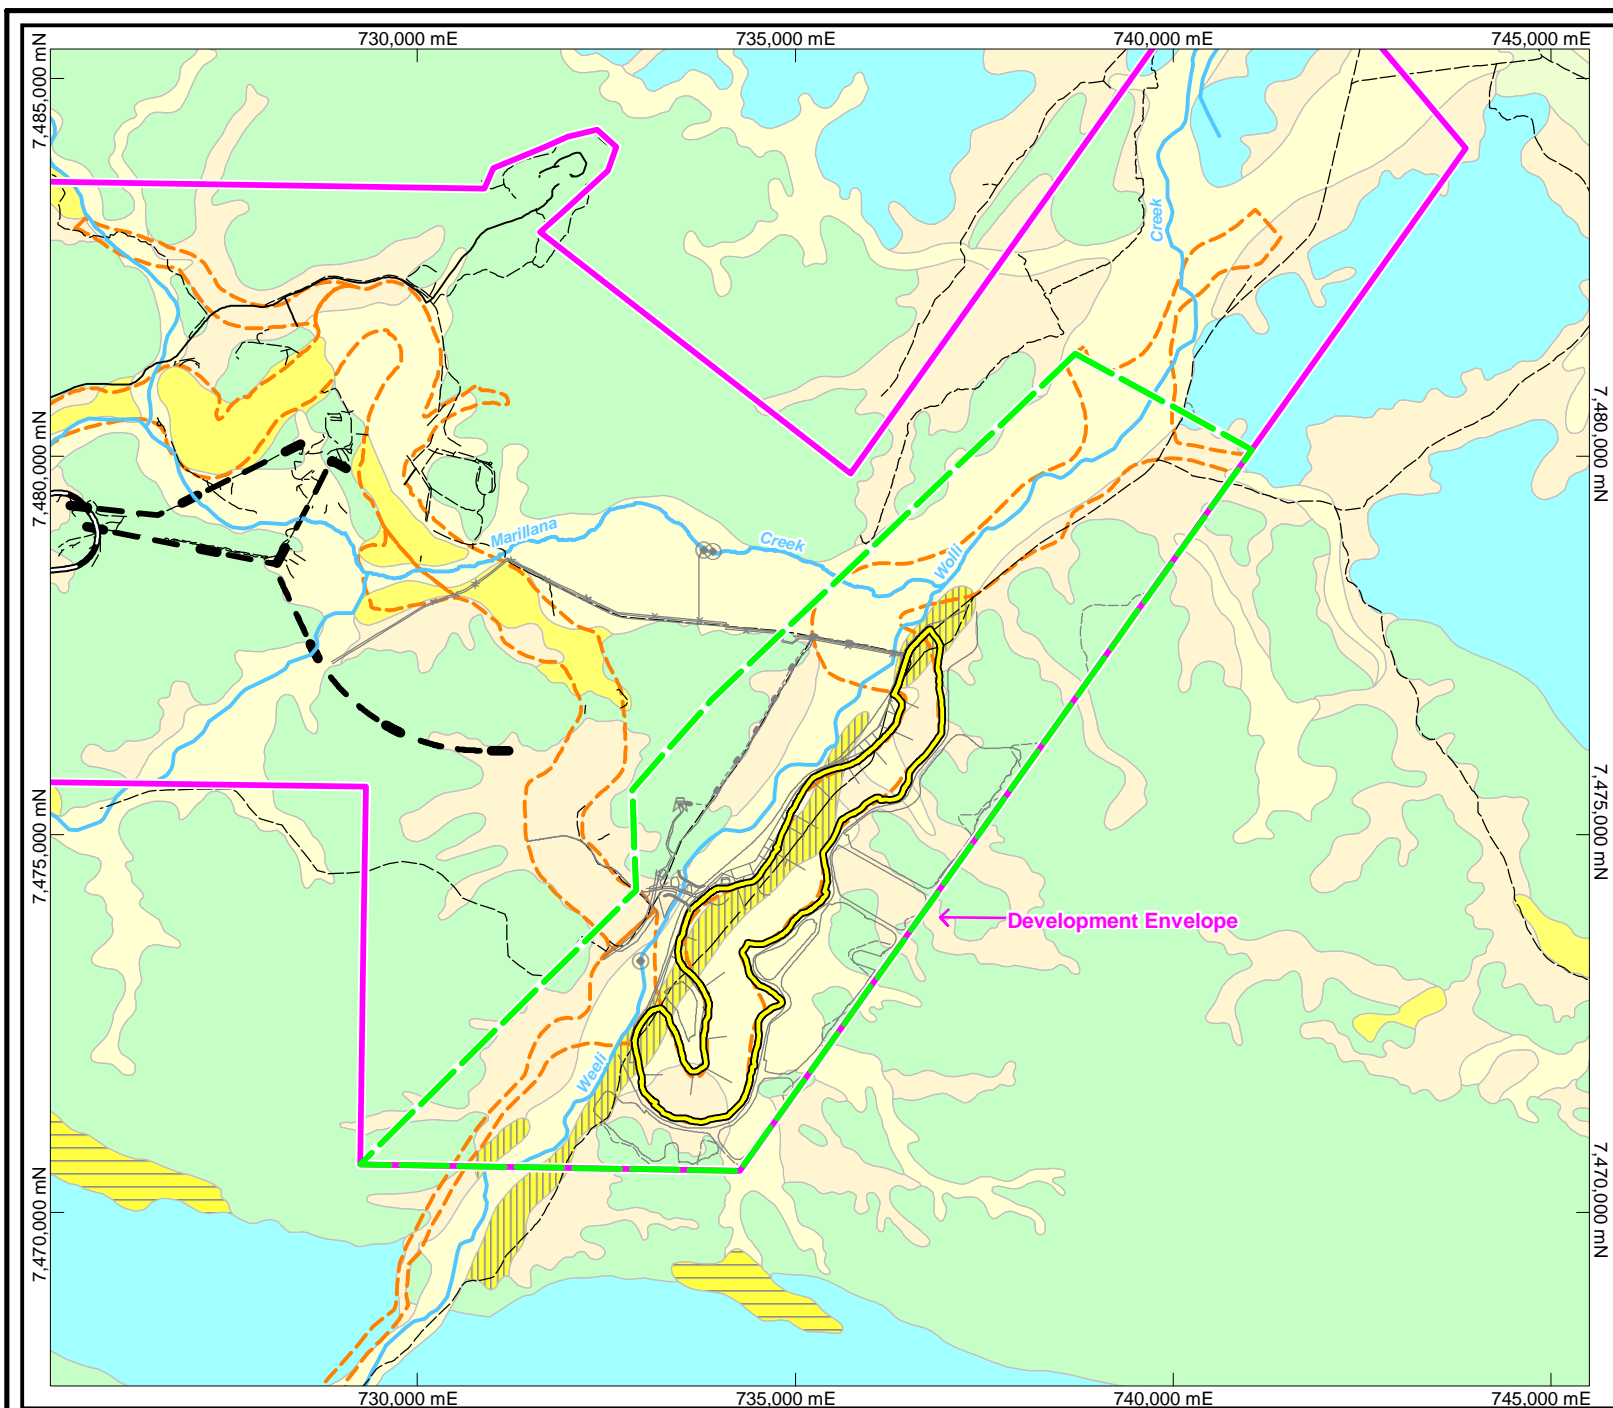 730,000 mE
735,000 mE
740,000 mE
745,000 mE
7,485,000 mN
Creek
7,480,000 mN
7,480,000 mN
Marillana
Creek
Wolli
7,475,000 mN
7,475,000 mN
Development Envelope
Weeli
7,470,000 mN
7,470,000 mN
730,000 mE
735,000 mE
740,000 mE
745,000 mE